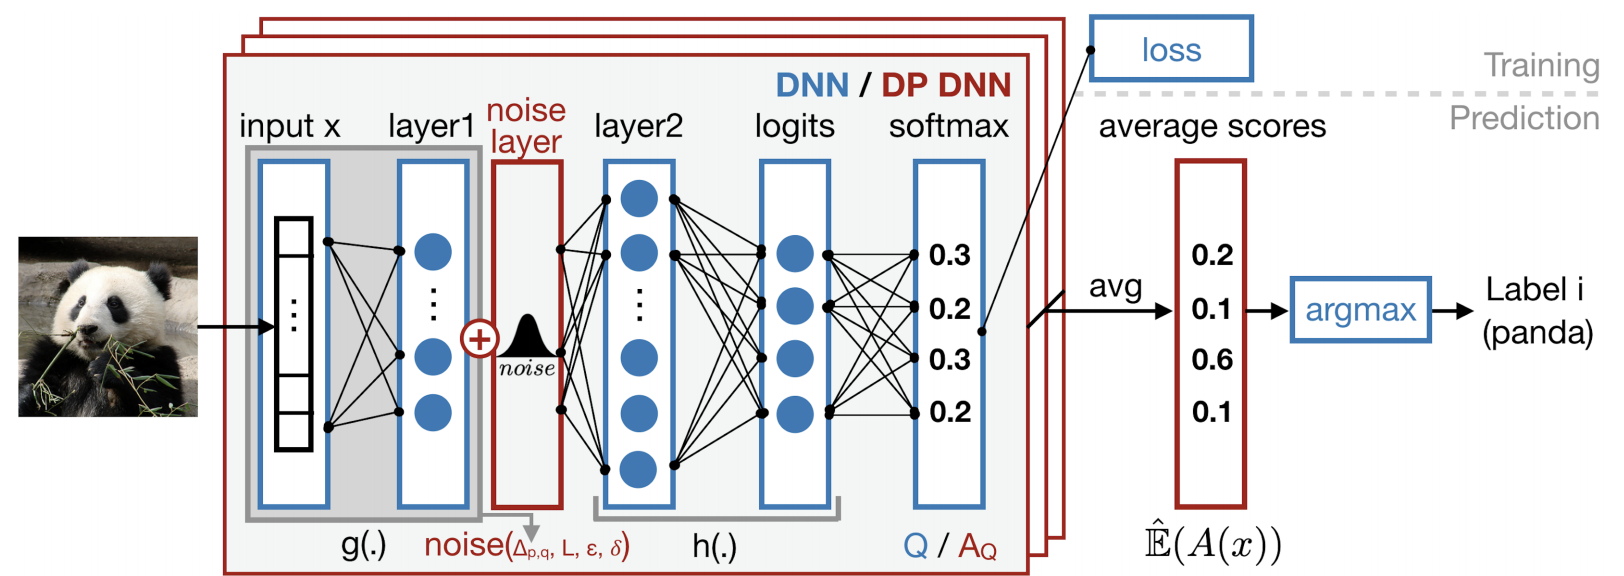 loss
Training
Prediction
DNN / DP DNN
input x
layer1
noise
layer
layer2
logits
softmax
average scores
...
+
noise
0.3
0.2
0.3
0.2
avg
0.2
0.1
0.6
0.1
argmax
Label i
(panda)
g(.)
noise(Δp,q, L, ε, δ)
h(.)
Q / AQ
Ê(A(x))